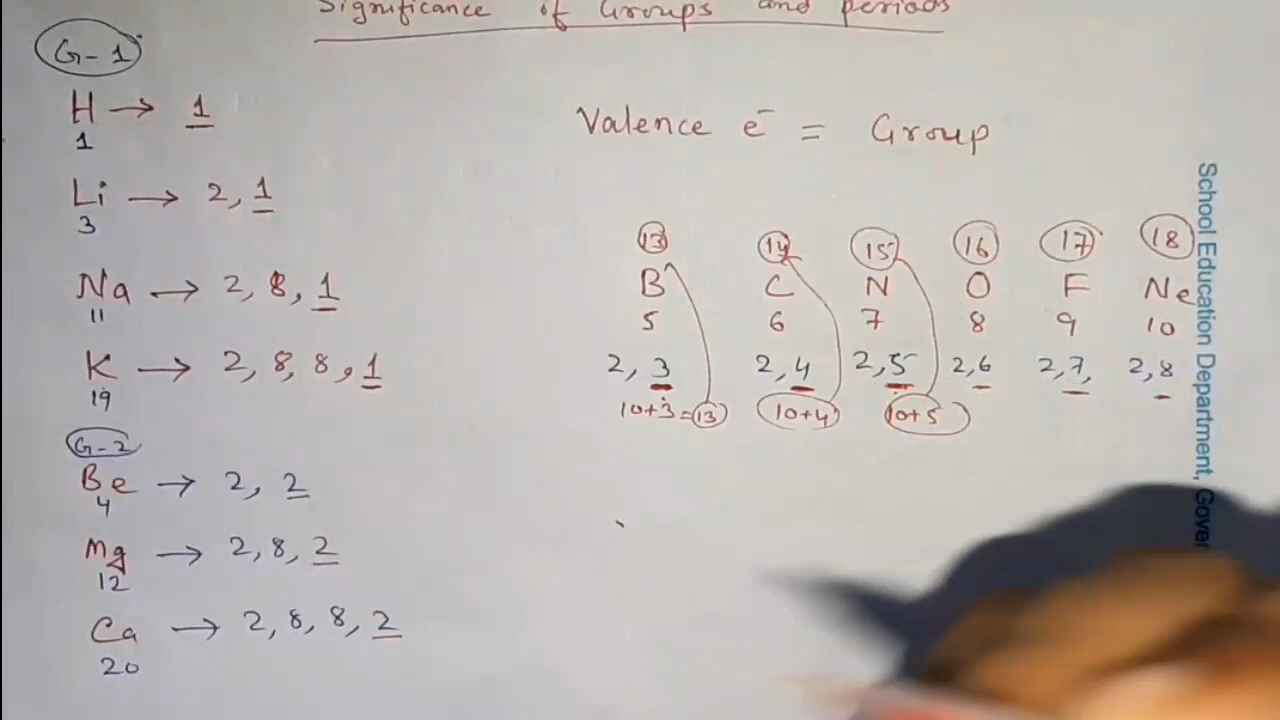 Significance of Groups and periods
G-1
H → 1
1
Li → 2, 1
3
Na → 2, 8, 1
11
K → 2, 8, 8, 1
19
G-2
Be → 2, 2
4
Mg → 2, 8, 2
12
Ca → 2, 8, 8, 2
20
Valence e⁻ = Group
13 14 15 16 17 18
B C N O F Ne
5 6 7 8 9 10
2, 3 2, 4 2, 5 2, 6 2, 7, 2, 8
10+3=13 10+4 10+5
School Education Department, Gover